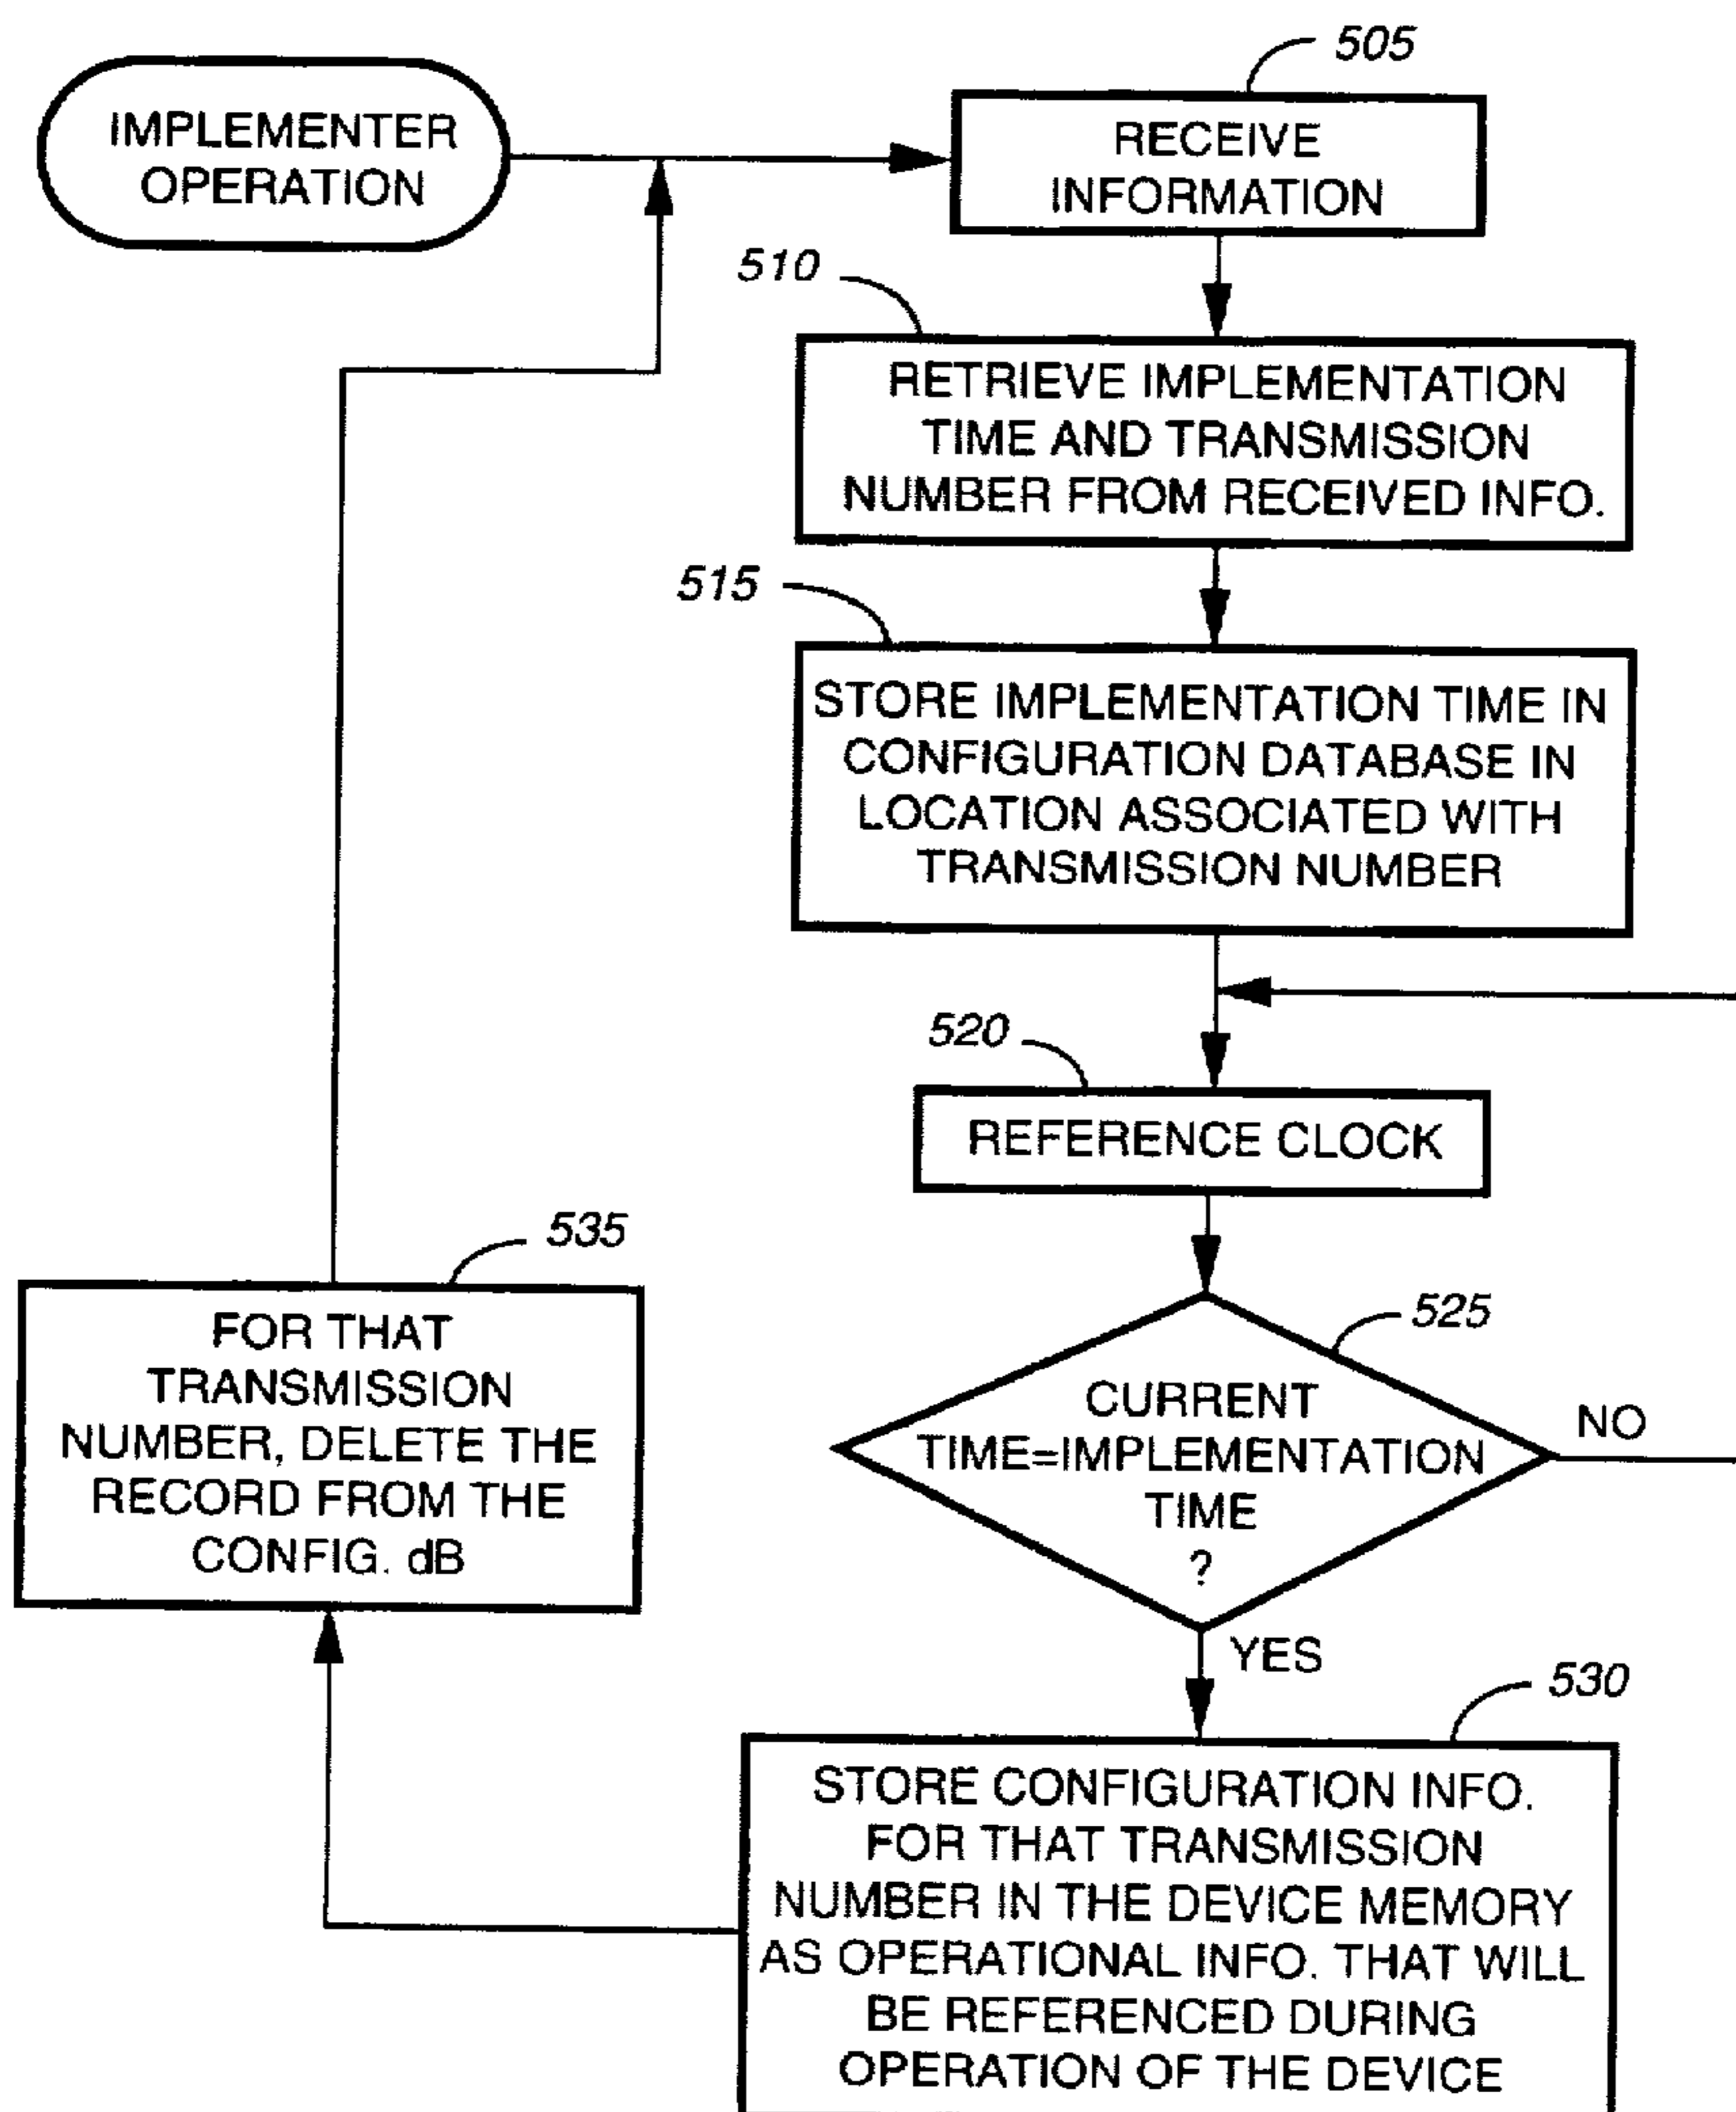 IMPLEMENTER
OPERATION
505
RECEIVE
INFORMATION
510
RETRIEVE IMPLEMENTATION
TIME AND TRANSMISSION
NUMBER FROM RECEIVED INFO.
515
STORE IMPLEMENTATION TIME IN
CONFIGURATION DATABASE IN
LOCATION ASSOCIATED WITH
TRANSMISSION NUMBER
520
REFERENCE CLOCK
525
CURRENT
TIME=IMPLEMENTATION
TIME
?
NO
YES
530
STORE CONFIGURATION INFO.
FOR THAT TRANSMISSION
NUMBER IN THE DEVICE MEMORY
AS OPERATIONAL INFO. THAT WILL
BE REFERENCED DURING
OPERATION OF THE DEVICE
535
FOR THAT
TRANSMISSION
NUMBER, DELETE THE
RECORD FROM THE
CONFIG. dB